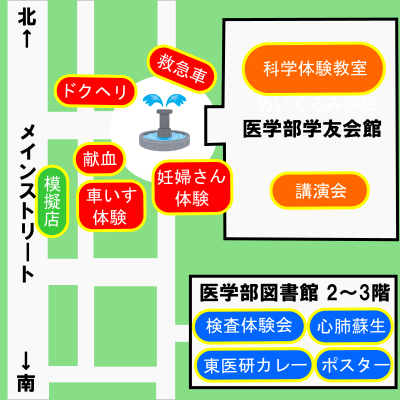 北
↑
メインストリート
↓
南
ドクヘリ
救急車
献血
模擬店
車いす
体験
妊婦さん
体験
科学体験教室
ぬいぐるみ病院
医学部学友会館
講演会
医学部図書館 2～3階
検査体験会
心肺蘇生
東医研カレー
ポスター